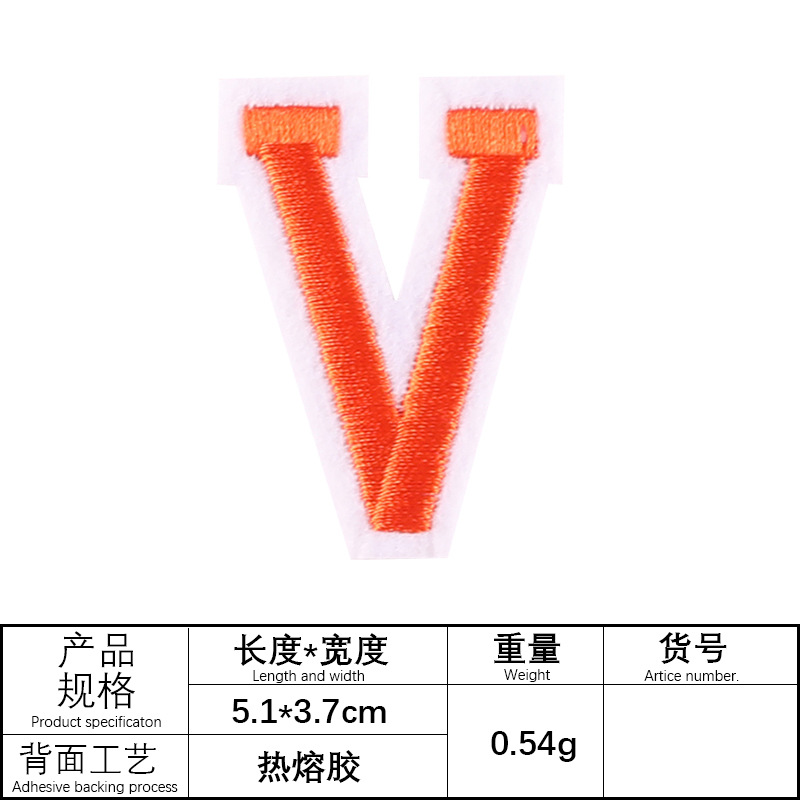 V
产品
规格
Product specificaton
长度*宽度
Length and width
重量
Weight
货号
Artice number.
5.1*3.7cm
0.54g
背面工艺
Adhesive backing process
热熔胶